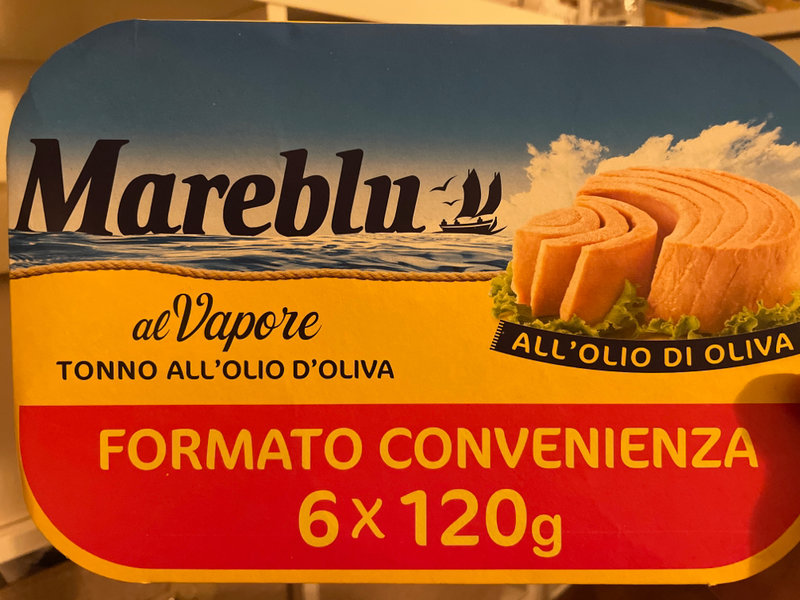 Mareblu
al Vapore
TONNO ALL'OLIO D'OLIVA
ALL'OLIO DI OLIVA
FORMATO CONVENIENZA
6 x 120g